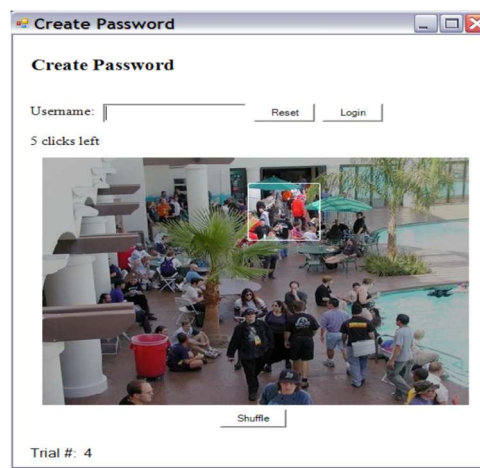 Create Password
Create Password
Username: Reset Login
5 clicks left
Shuffle
Trial #: 4